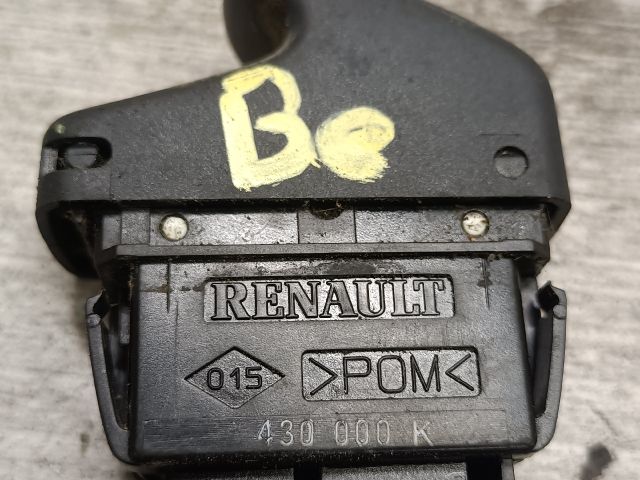 Be
RENAULT
015 >POM<
430 000 K